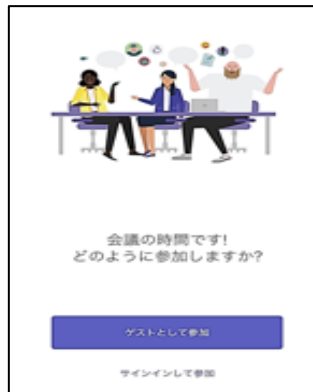 会議の時間です!
どのように参加しますか?
ゲストとして参加
サインインして参加